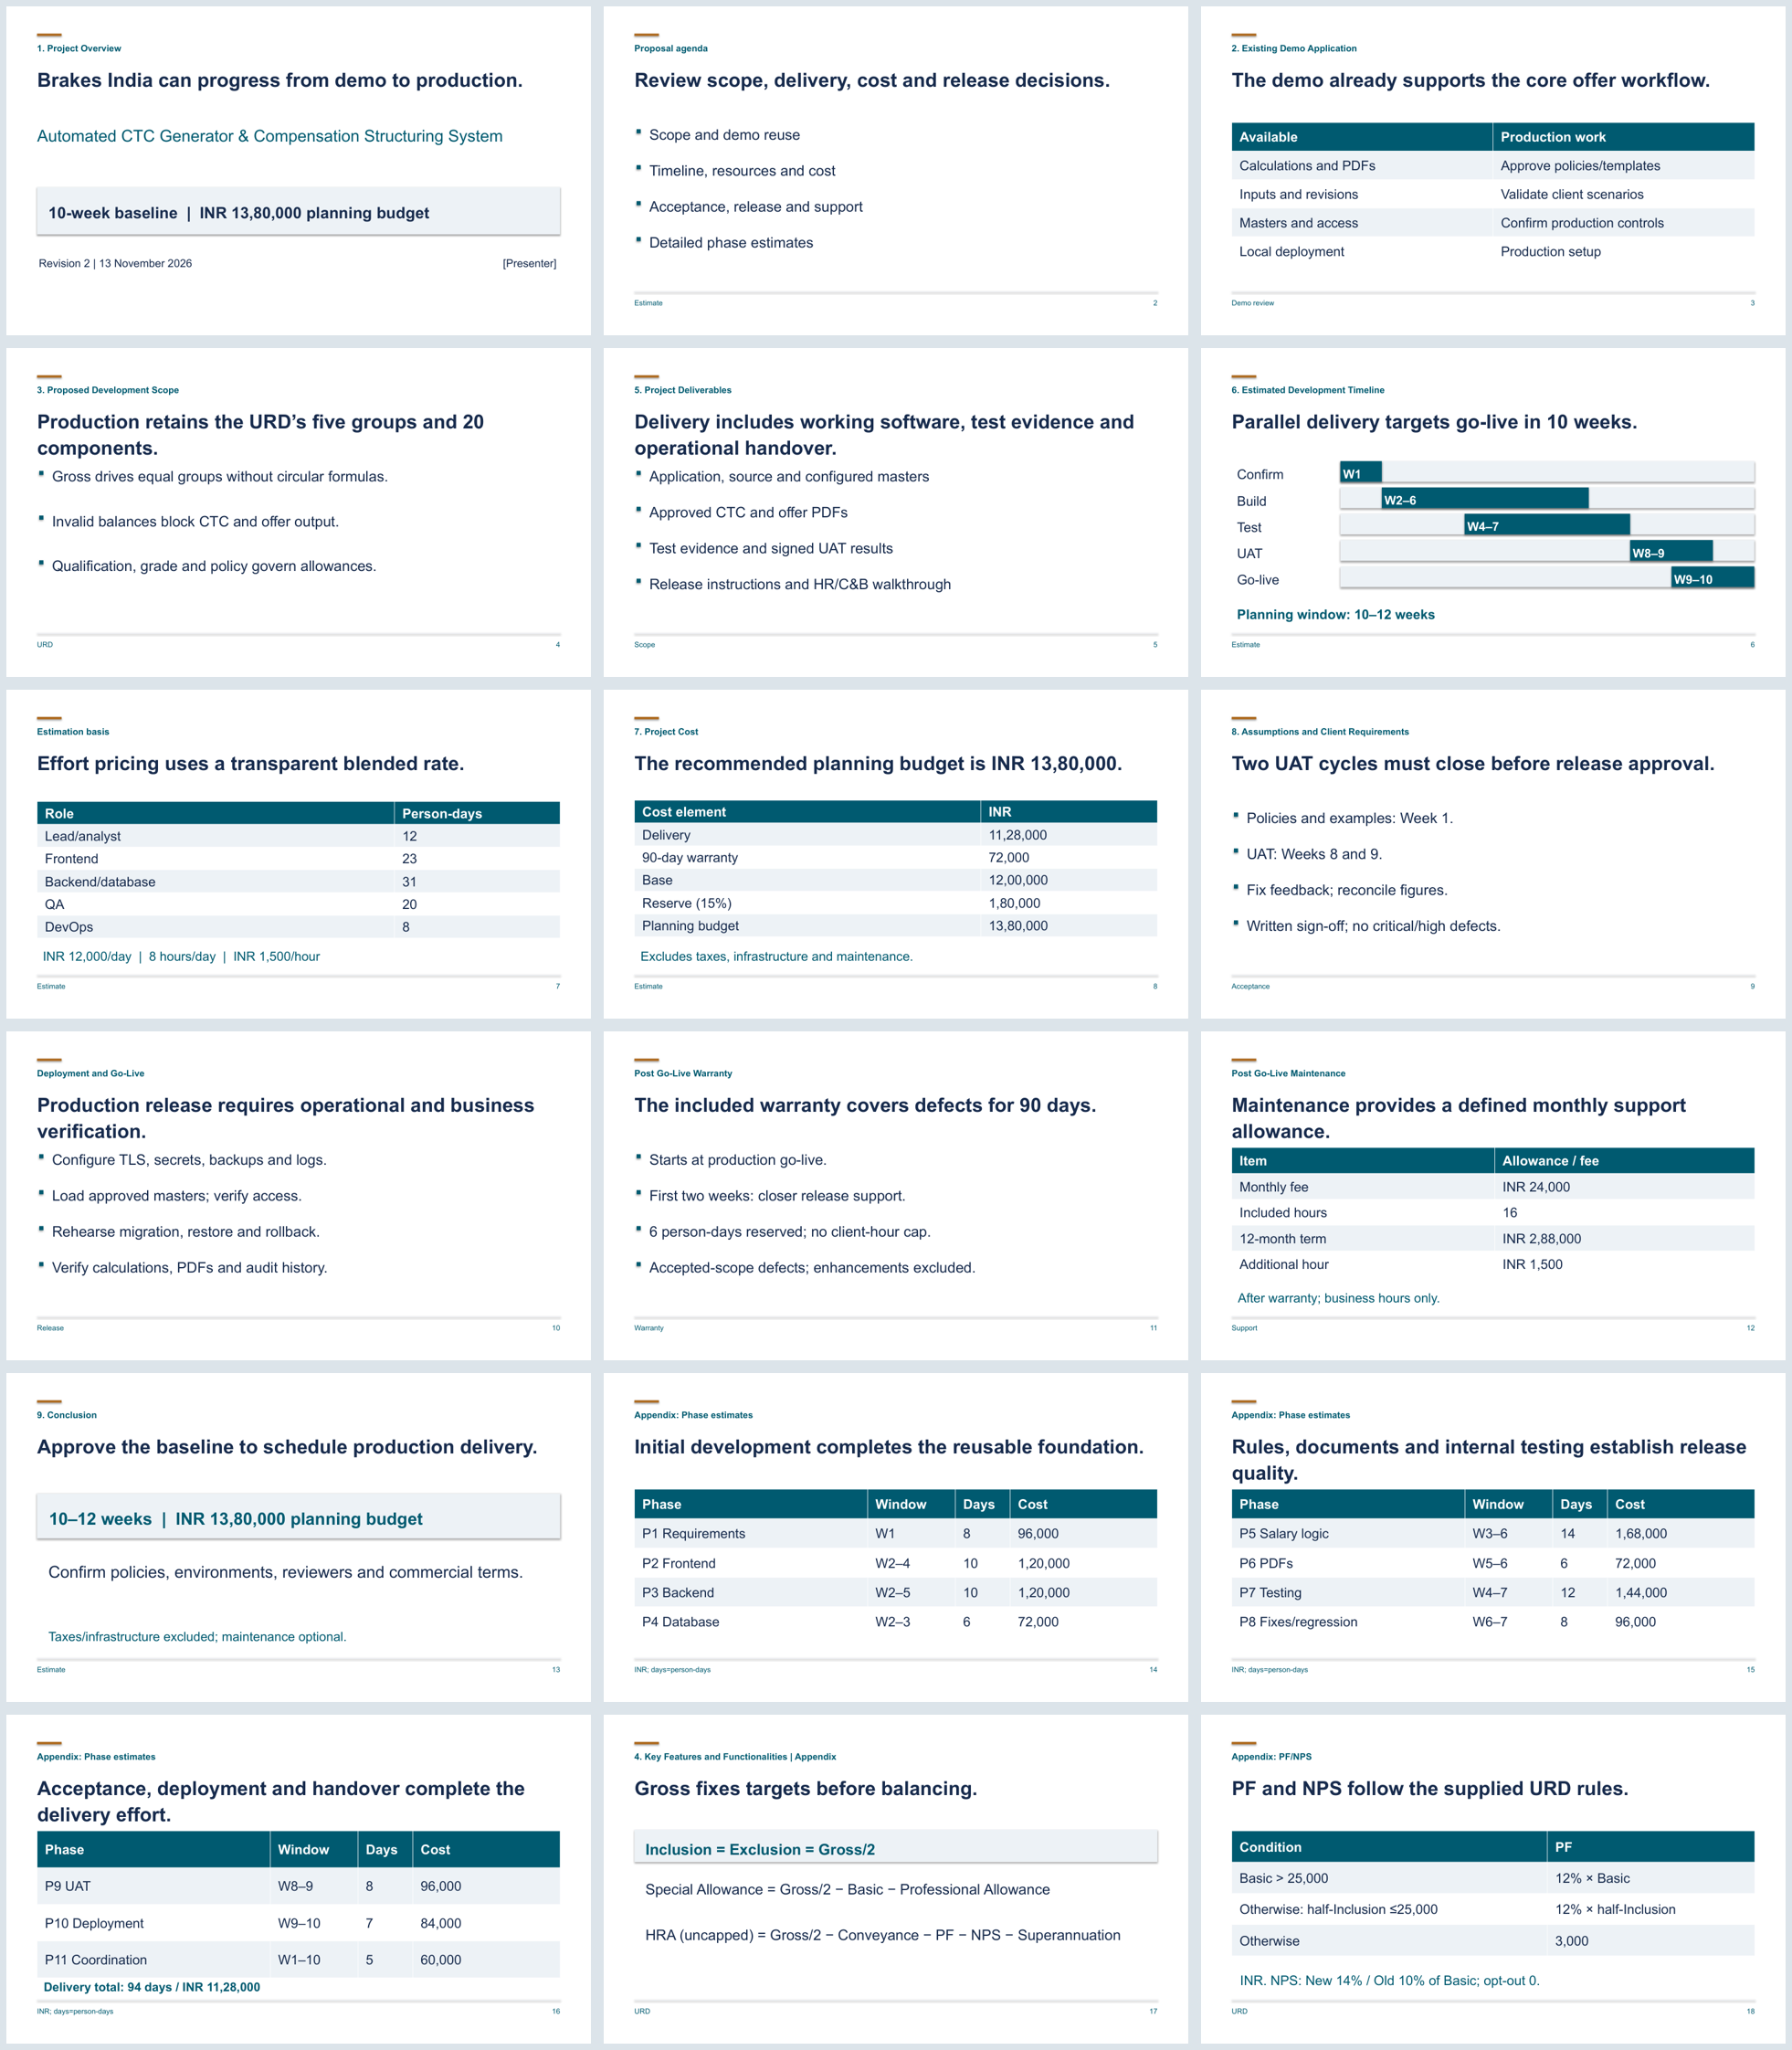 1. Project Overview
Brakes India can progress from demo to production.
Automated CTC Generator & Compensation Structuring System
10-week baseline | INR 13,80,000 planning budget
Revision 2 | 13 November 2026 [Presenter]
Proposal agenda
Review scope, delivery, cost and release decisions.
Scope and demo reuse
Timeline, resources and cost
Acceptance, release and support
Detailed phase estimates
Estimate 2
2. Existing Demo Application
The demo already supports the core offer workflow.
Available Production work
Calculations and PDFs Approve policies/templates
Inputs and revisions Validate client scenarios
Masters and access Confirm production controls
Local deployment Production setup
Demo review 3
3. Proposed Development Scope
Production retains the URD’s five groups and 20
components.
Gross drives equal groups without circular formulas.
Invalid balances block CTC and offer output.
Qualification, grade and policy govern allowances.
URD 4
5. Project Deliverables
Delivery includes working software, test evidence and
operational handover.
Application, source and configured masters
Approved CTC and offer PDFs
Test evidence and signed UAT results
Release instructions and HR/C&B walkthrough
Scope 5
6. Estimated Development Timeline
Parallel delivery targets go-live in 10 weeks.
Confirm W1
Build W2–6
Test W4–7
UAT W8–9
Go-live W9–10
Planning window: 10–12 weeks
Estimate 6
Estimation basis
Effort pricing uses a transparent blended rate.
Role Person-days
Lead/analyst 12
Frontend 23
Backend/database 31
QA 20
DevOps 8
INR 12,000/day | 8 hours/day | INR 1,500/hour
Estimate 7
7. Project Cost
The recommended planning budget is INR 13,80,000.
Cost element INR
Delivery 11,28,000
90-day warranty 72,000
Base 12,00,000
Reserve (15%) 1,80,000
Planning budget 13,80,000
Excludes taxes, infrastructure and maintenance.
Estimate 8
8. Assumptions and Client Requirements
Two UAT cycles must close before release approval.
Policies and examples: Week 1.
UAT: Weeks 8 and 9.
Fix feedback; reconcile figures.
Written sign-off; no critical/high defects.
Acceptance 9
Deployment and Go-Live
Production release requires operational and business
verification.
Configure TLS, secrets, backups and logs.
Load approved masters; verify access.
Rehearse migration, restore and rollback.
Verify calculations, PDFs and audit history.
Release 10
Post Go-Live Warranty
The included warranty covers defects for 90 days.
Starts at production go-live.
First two weeks: closer release support.
6 person-days reserved; no client-hour cap.
Accepted-scope defects; enhancements excluded.
Warranty 11
Post Go-Live Maintenance
Maintenance provides a defined monthly support
allowance.
Item Allowance / fee
Monthly fee INR 24,000
Included hours 16
12-month term INR 2,88,000
Additional hour INR 1,500
After warranty; business hours only.
Support 12
9. Conclusion
Approve the baseline to schedule production delivery.
10–12 weeks | INR 13,80,000 planning budget
Confirm policies, environments, reviewers and commercial terms.
Taxes/infrastructure excluded; maintenance optional.
Estimate 13
Appendix: Phase estimates
Initial development completes the reusable foundation.
Phase Window Days Cost
P1 Requirements W1 8 96,000
P2 Frontend W2–4 10 1,20,000
P3 Backend W2–5 10 1,20,000
P4 Database W2–3 6 72,000
INR; days=person-days 14
Appendix: Phase estimates
Rules, documents and internal testing establish release
quality.
Phase Window Days Cost
P5 Salary logic W3–6 14 1,68,000
P6 PDFs W5–6 6 72,000
P7 Testing W4–7 12 1,44,000
P8 Fixes/regression W6–7 8 96,000
INR; days=person-days 15
Appendix: Phase estimates
Acceptance, deployment and handover complete the
delivery effort.
Phase Window Days Cost
P9 UAT W8–9 8 96,000
P10 Deployment W9–10 7 84,000
P11 Coordination W1–10 5 60,000
Delivery total: 94 days / INR 11,28,000
INR; days=person-days 16
4. Key Features and Functionalities | Appendix
Gross fixes targets before balancing.
Inclusion = Exclusion = Gross/2
Special Allowance = Gross/2 − Basic − Professional Allowance
HRA (uncapped) = Gross/2 − Conveyance − PF − NPS − Superannuation
URD 17
Appendix: PF/NPS
PF and NPS follow the supplied URD rules.
Condition PF
Basic > 25,000 12% × Basic
Otherwise: half-Inclusion ≤25,000 12% × half-Inclusion
Otherwise 3,000
INR. NPS: New 14% / Old 10% of Basic; opt-out 0.
URD 18